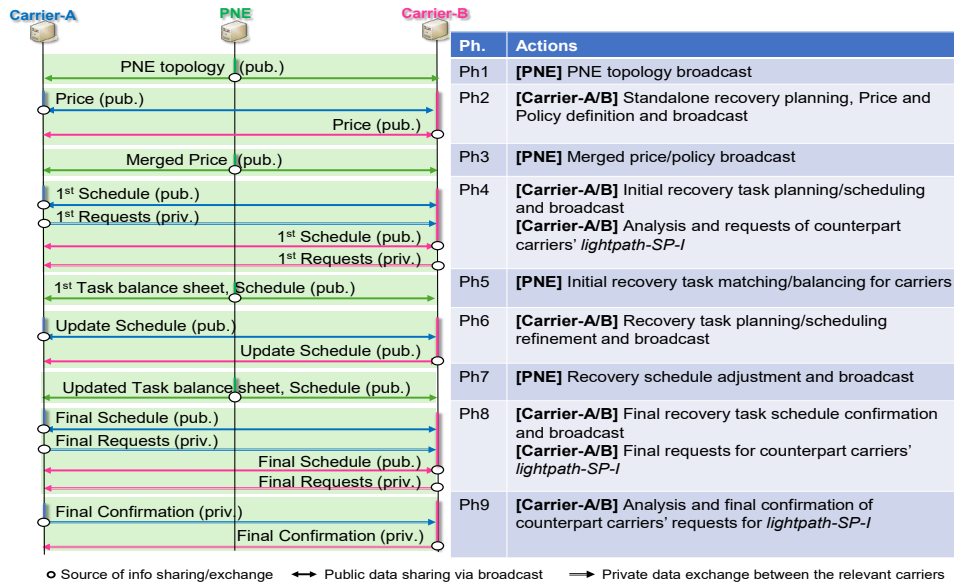 Carrier-A
PNE
Carrier-B
PNE topology (pub.)
Price (pub.)
Price (pub.)
Merged Price (pub.)
1st Schedule (pub.)
1st Requests (priv.)
1st Schedule (pub.)
1st Requests (priv.)
1st Task balance sheet, Schedule (pub.)
Update Schedule (pub.)
Update Schedule (pub.)
Updated Task balance sheet, Schedule (pub.)
Final Schedule (pub.)
Final Requests (priv.)
Final Schedule (pub.)
Final Requests (priv.)
Final Confirmation (priv.)
Final Confirmation (priv.)
Ph. Actions
Ph1 [PNE] PNE topology broadcast
Ph2 [Carrier-A/B] Standalone recovery planning, Price and
Policy definition and broadcast
Ph3 [PNE] Merged price/policy broadcast
Ph4 [Carrier-A/B] Initial recovery task planning/scheduling
and broadcast
[Carrier-A/B] Analysis and requests of counterpart
carriers' lightpath-SP-I
Ph5 [PNE] Initial recovery task matching/balancing for carriers
Ph6 [Carrier-A/B] Recovery task planning/scheduling
refinement and broadcast
Ph7 [PNE] Recovery schedule adjustment and broadcast
Ph8 [Carrier-A/B] Final recovery task schedule confirmation
and broadcast
[Carrier-A/B] Final requests for counterpart carriers'
lightpath-SP-I
Ph9 [Carrier-A/B] Analysis and final confirmation of
counterpart carriers' requests for lightpath-SP-I
Source of info sharing/exchange Public data sharing via broadcast Private data exchange between the relevant carriers